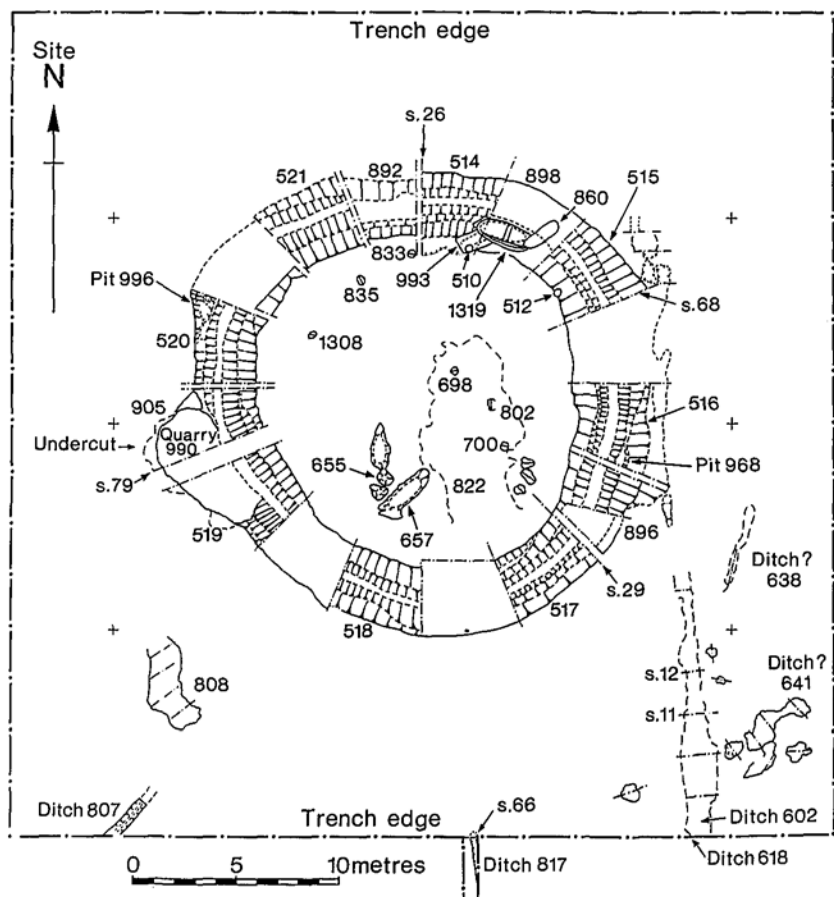 Trench edge
Site
N
s.26
892
514
898
521
860
515
833
993
510
1319
512
s.68
835
Pit 996
1308
520
698
802
516
905
Undercut
Quarry
990
700
Pit 968
655
822
s.79
657
519
896
Ditch?
638
s.29
517
518
s.12
Ditch?
641
808
s.11
Ditch 807
Trench edge
s.66
Ditch 602
Ditch 817
Ditch 618
0 5 10 metres